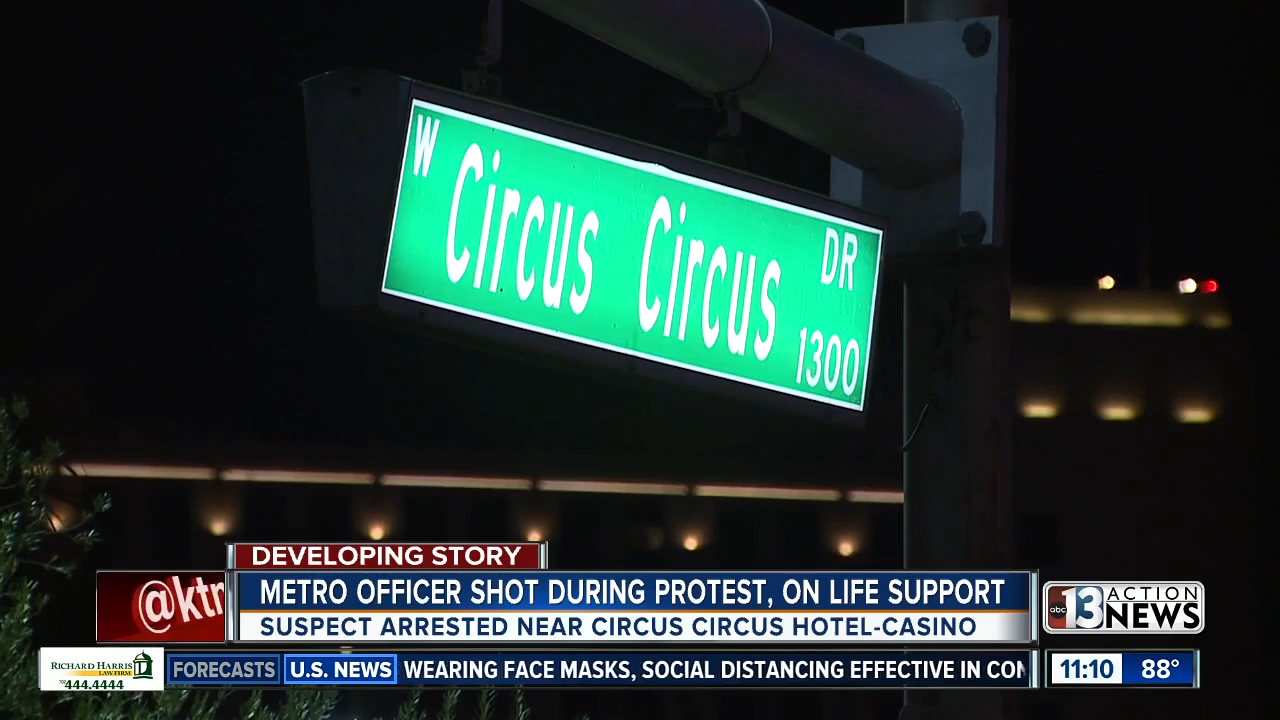 W Circus Circus DR
1300
DEVELOPING STORY
METRO OFFICER SHOT DURING PROTEST, ON LIFE SUPPORT
SUSPECT ARRESTED NEAR CIRCUS CIRCUS HOTEL-CASINO
@ktn
abc 13 ACTION NEWS
RICHARD HARRIS
LAW FIRM
702 444.4444
FORECASTS U.S. NEWS WEARING FACE MASKS, SOCIAL DISTANCING EFFECTIVE IN CON
11:10 88°